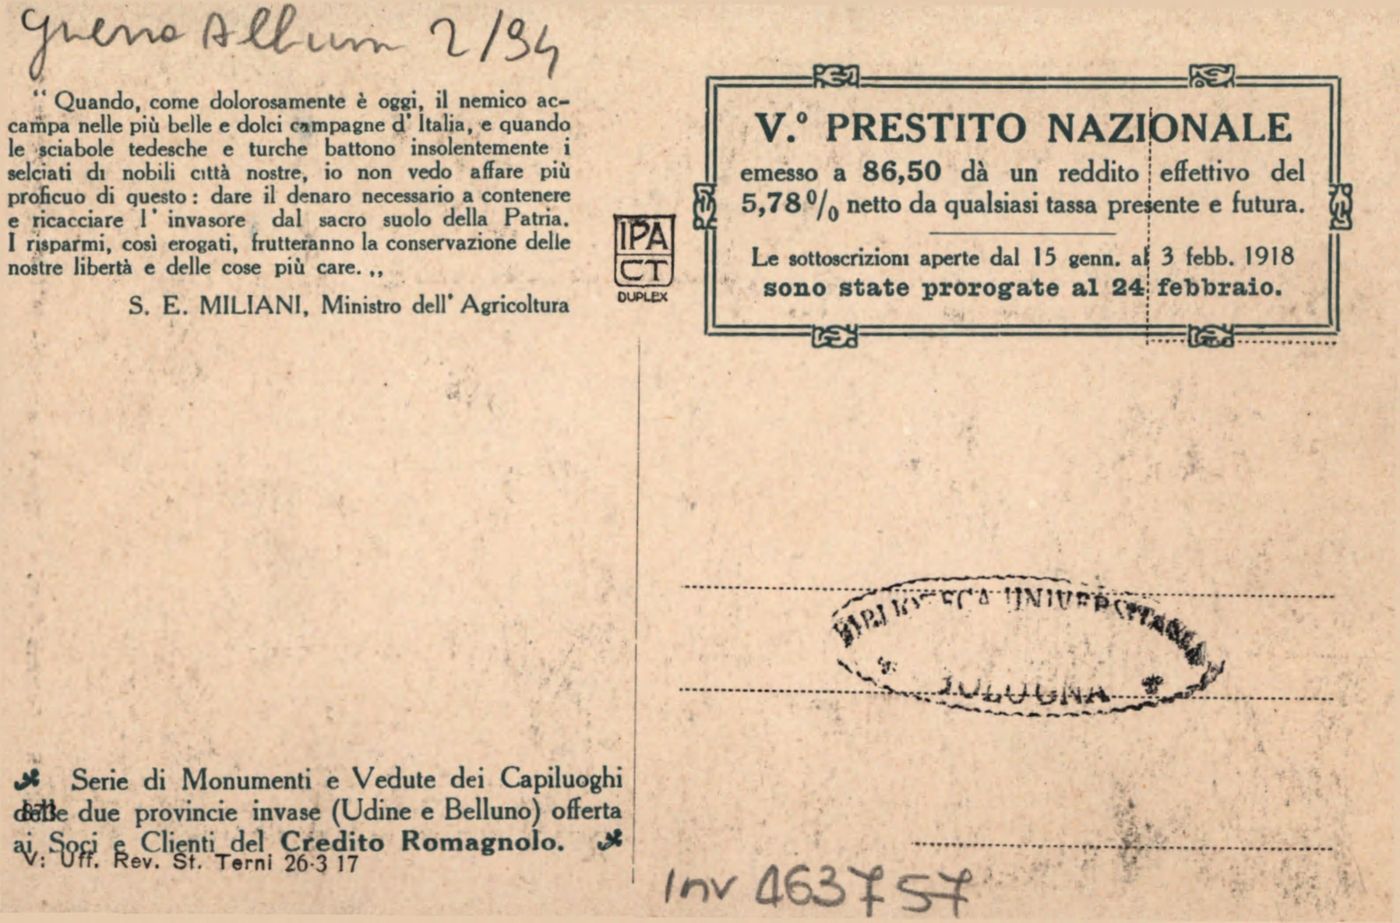 Guerra Album 2/94
“ Quando, come dolorosamente è oggi, il nemico ac-
campa nelle più belle e dolci campagne d' Italia, e quando
le sciabole tedesche e turche battono insolentemente i
selciati di nobili città nostre, io non vedo affare più
proficuo di questo : dare il denaro necessario a contenere
e ricacciare l' invasore dal sacro suolo della Patria.
I risparmi, così erogati, frutteranno la conservazione delle
nostre libertà e delle cose più care. „
S. E. MILIANI, Ministro dell' Agricoltura
IPA
CT
DUPLEX
V.° PRESTITO NAZIONALE
emesso a 86,50 dà un reddito effettivo del
5,78 % netto da qualsiasi tassa presente e futura.
Le sottoscrizioni aperte dal 15 genn. al 3 febb. 1918
sono state prorogate al 24 febbraio.
BIBLIOTECA UNIVERSITARIA
BOLOGNA
Serie di Monumenti e Vedute dei Capiluoghi
delle due provincie invase (Udine e Belluno) offerta
ai Soci e Clienti del Credito Romagnolo.
V: Uff. Rev. St. Terni 26-3 17
Inv 463757